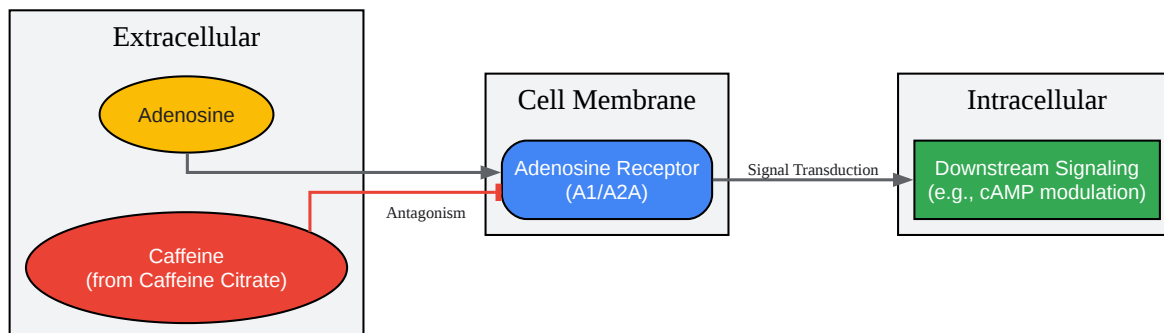 Extracellular
Adenosine
Caffeine
(from Caffeine Citrate)
Antagonism
Cell Membrane
Adenosine Receptor
(A1/A2A)
Signal Transduction
Intracellular
Downstream Signaling
(e.g., cAMP modulation)